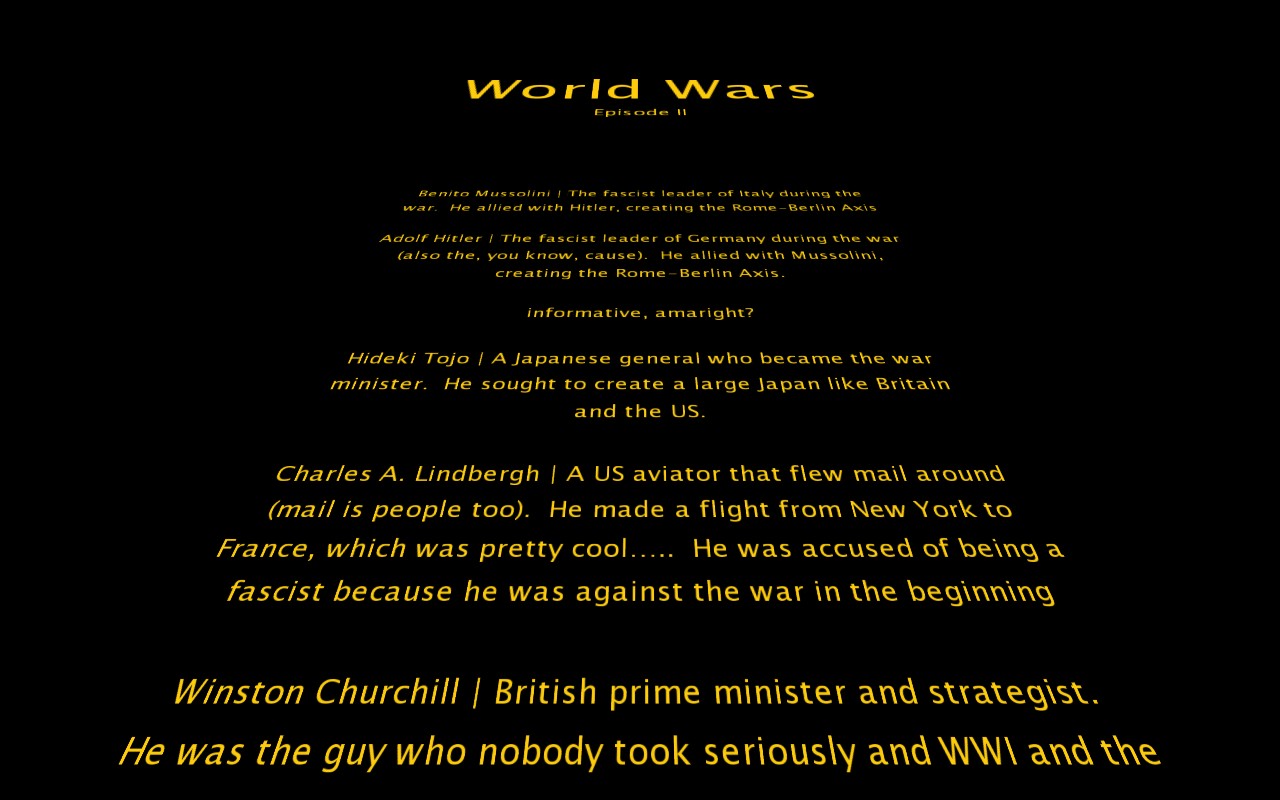 World Wars
Episode II
Benito Mussolini | The fascist leader of Italy during the
war. He allied with Hitler, creating the Rome-Berlin Axis
Adolf Hitler | The fascist leader of Germany during the war
(also the, you know, cause). He allied with Mussolini,
creating the Rome-Berlin Axis.
informative, amaright?
Hideki Tojo | A Japanese general who became the war
minister. He sought to create a large Japan like Britain
and the US.
Charles A. Lindbergh | A US aviator that flew mail around
(mail is people too). He made a flight from New York to
France, which was pretty cool..... He was accused of being a
fascist because he was against the war in the beginning
Winston Churchill | British prime minister and strategist.
He was the guy who nobody took seriously and WWI and the